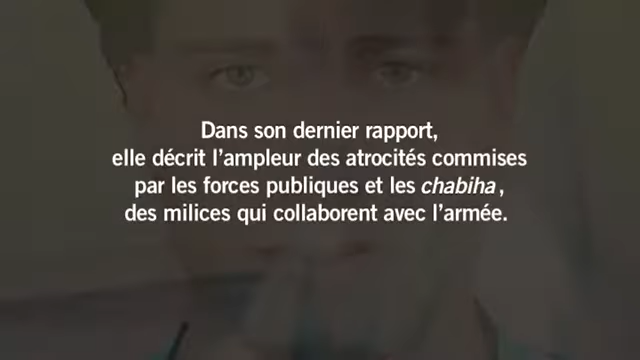 Dans son dernier rapport,
elle décrit l'ampleur des atrocités commises
par les forces publiques et les chabiha,
des milices qui collaborent avec l'armée.